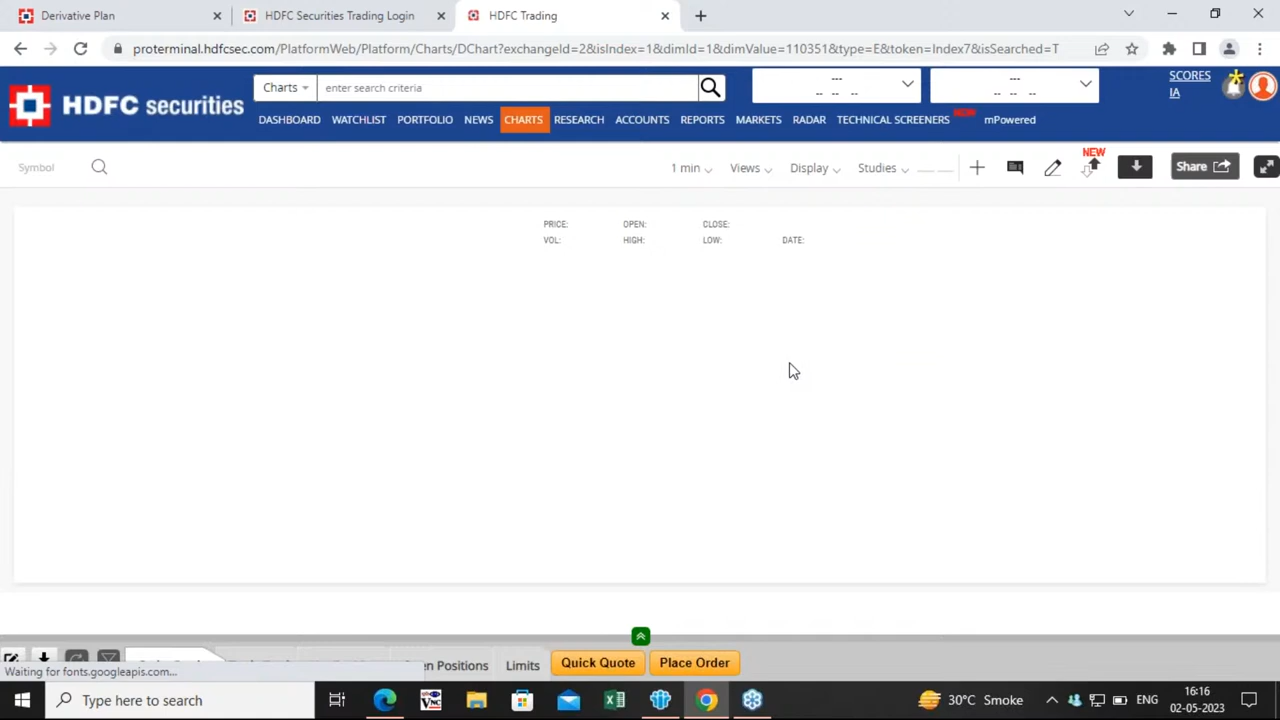 Derivative Plan
HDFC Securities Trading Login
HDFC Trading
proterminal.hdfcsec.com/PlatformWeb/Platform/Charts/DChart?exchangeId=2&isIndex=1&dimId=1&dimValue=110351&type=E&token=Index7&isSearched=T
HDFC securities
Charts
enter search criteria
---
-- -- --
---
-- -- --
SCORES
IA
DASHBOARD WATCHLIST PORTFOLIO NEWS CHARTS RESEARCH ACCOUNTS REPORTS MARKETS RADAR TECHNICAL SCREENERS mPowered
Symbol
1 min Views Display Studies
NEW
Share
PRICE: OPEN: CLOSE:
VOL: HIGH: LOW: DATE:
en Positions Limits Quick Quote Place Order
Waiting for fonts.googleapis.com...
Type here to search
30°C Smoke
ENG
16:16
02-05-2023